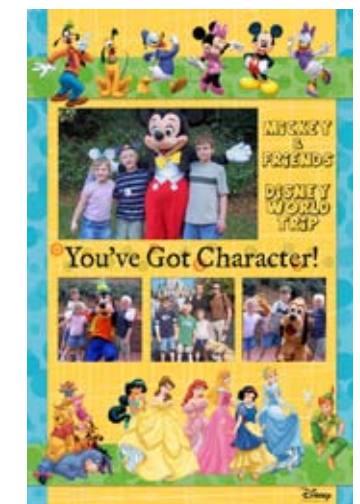 MICKEY
&
FRIENDS
DISNEY
WORLD
TRIP
You've Got Character!
Disney